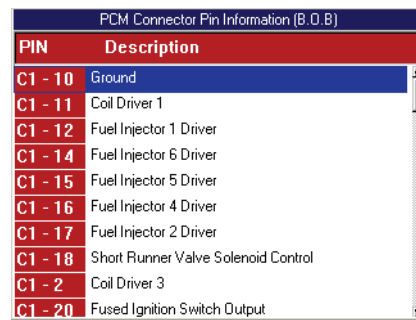 PCM Connector Pin Information (B.O.B)
PIN Description
C1 - 10 Ground
C1 - 11 Coil Driver 1
C1 - 12 Fuel Injector 1 Driver
C1 - 14 Fuel Injector 6 Driver
C1 - 15 Fuel Injector 5 Driver
C1 - 16 Fuel Injector 4 Driver
C1 - 17 Fuel Injector 2 Driver
C1 - 18 Short Runner Valve Solenoid Control
C1 - 2 Coil Driver 3
C1 - 20 Fused Ignition Switch Output